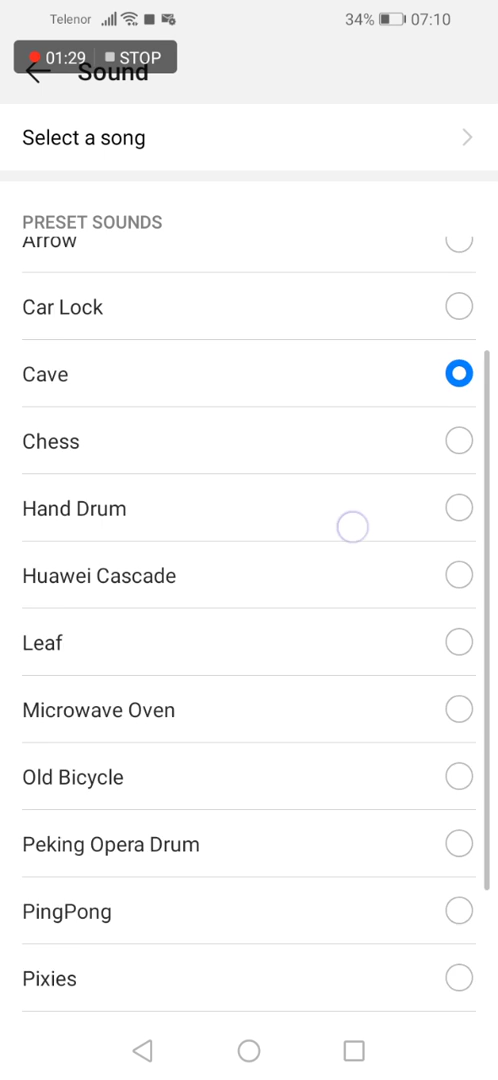 Telenor 34% 07:10
01:29 STOP
Sound
Select a song
PRESET SOUNDS
Arrow
Car Lock
Cave
Chess
Hand Drum
Huawei Cascade
Leaf
Microwave Oven
Old Bicycle
Peking Opera Drum
PingPong
Pixies